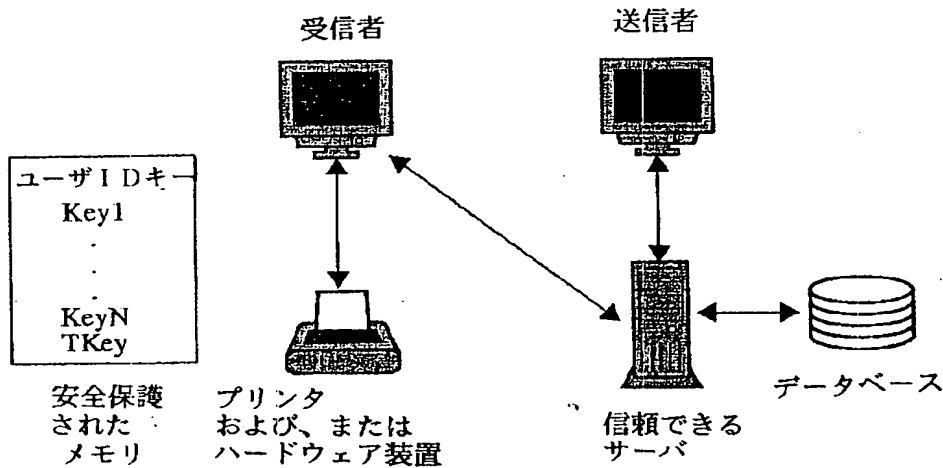 受信者
送信者
ユーザIDキー
Key1
.
.
.
KeyN
TKey
安全保護
された
メモリ
プリンタ
および、または
ハードウェア装置
信頼できる
サーバ
データベース